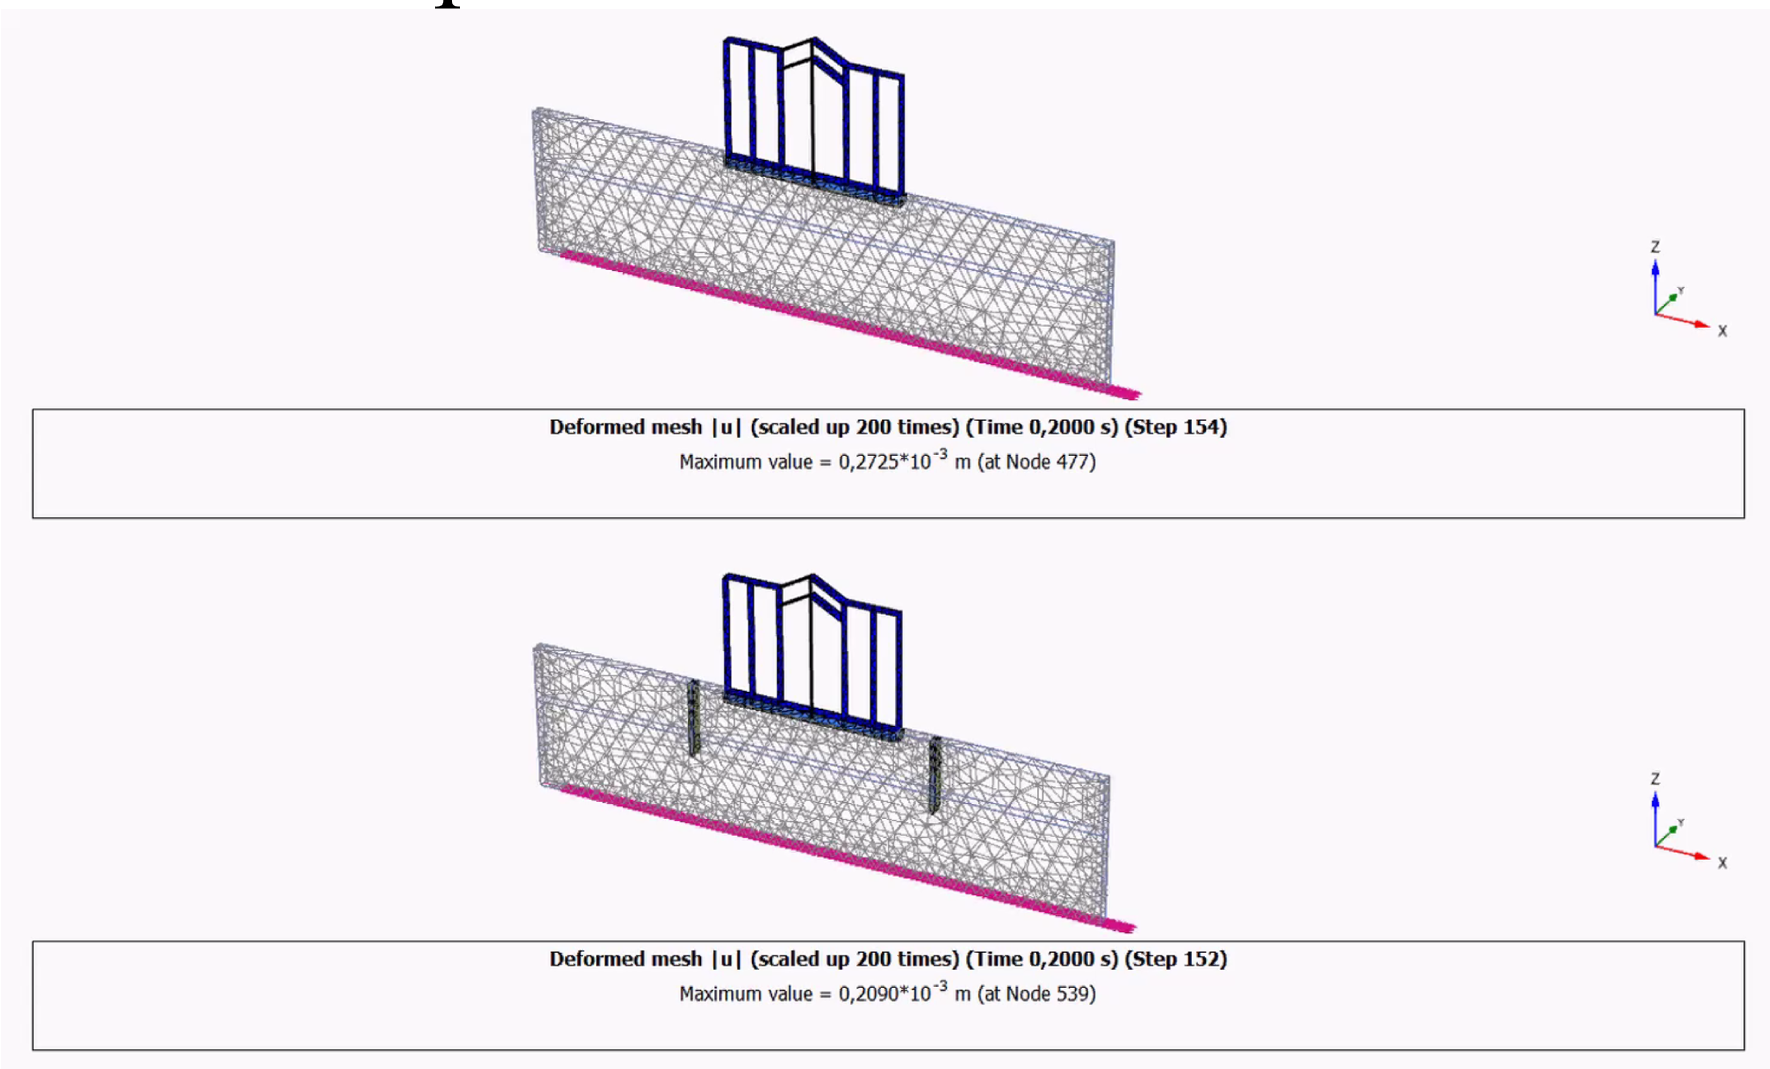 Z
Y
X
Deformed mesh |u| (scaled up 200 times) (Time 0,2000 s) (Step 154)
Maximum value = 0,2725*10-3 m (at Node 477)
Z
Y
X
Deformed mesh |u| (scaled up 200 times) (Time 0,2000 s) (Step 152)
Maximum value = 0,2090*10-3 m (at Node 539)